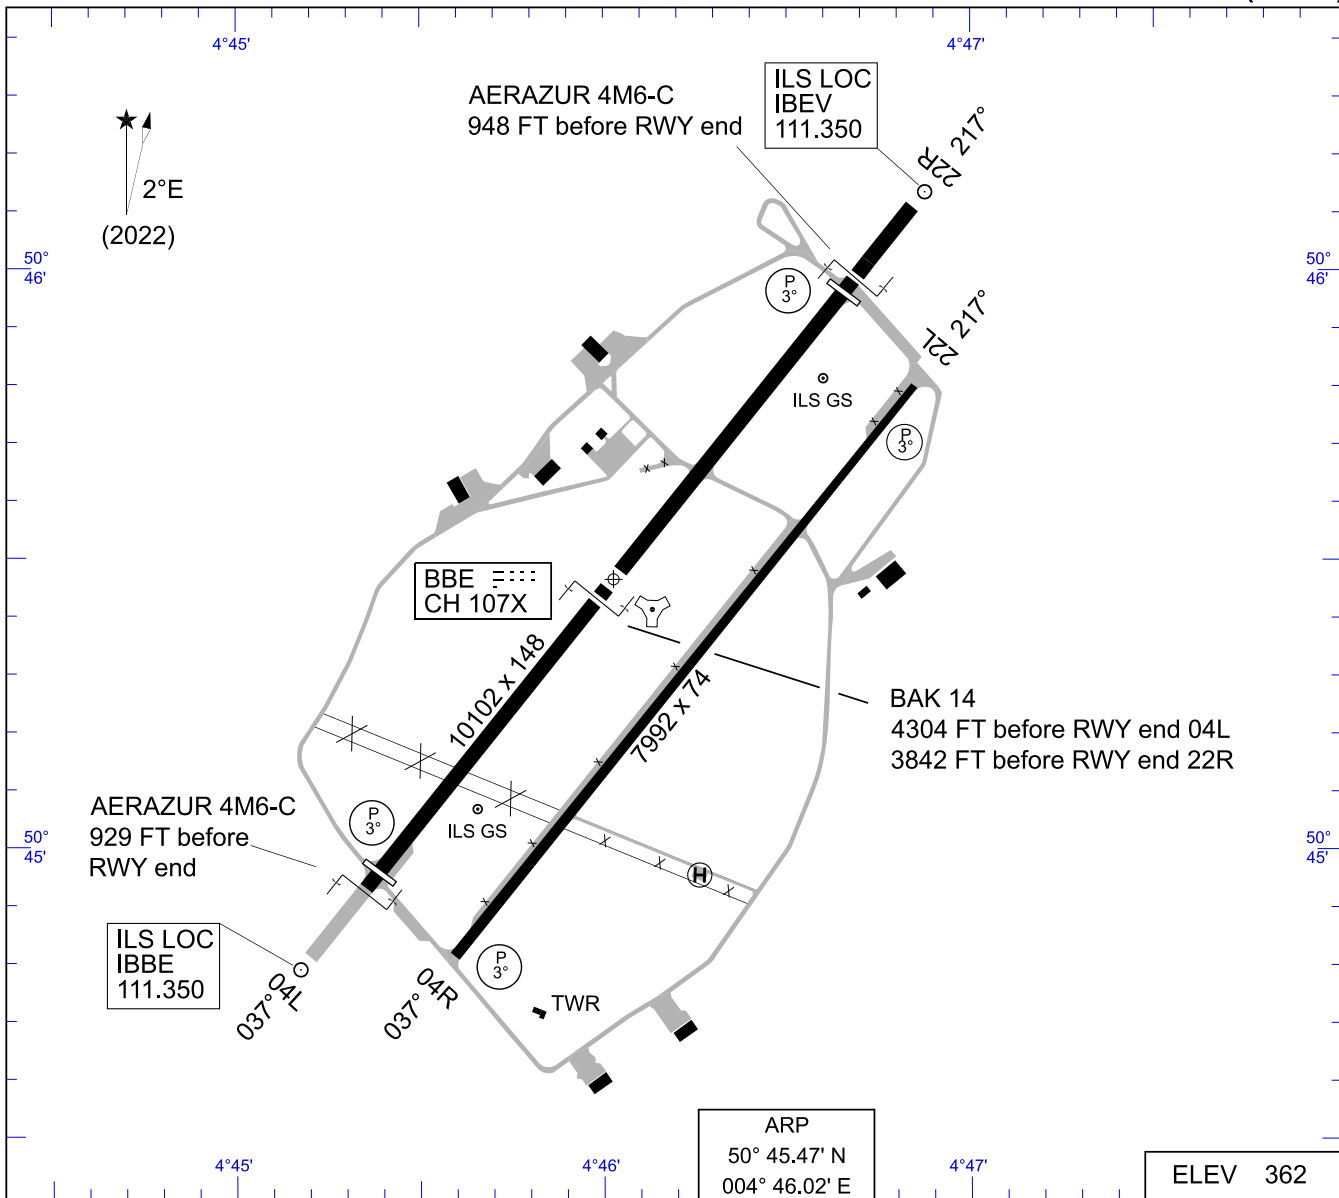 4°45'
4°47'
ILS LOC
IBEV
111.350
AERAZUR 4M6-C
948 FT before RWY end
22R 217°
2°E
(2022)
50°
46'
50°
46'
P
3°
22L 217°
ILS GS
P
3°
BBE
CH 107X
10102 x 148
7992 x 74
BAK 14
4304 FT before RWY end 04L
3842 FT before RWY end 22R
AERAZUR 4M6-C
929 FT before
RWY end
P
3°
ILS GS
50°
45'
50°
45'
H
ILS LOC
IBBE
111.350
04L
037°
04R
037°
P
3°
TWR
ARP
50° 45.47' N
004° 46.02' E
4°45'
4°46'
4°47'
ELEV 362